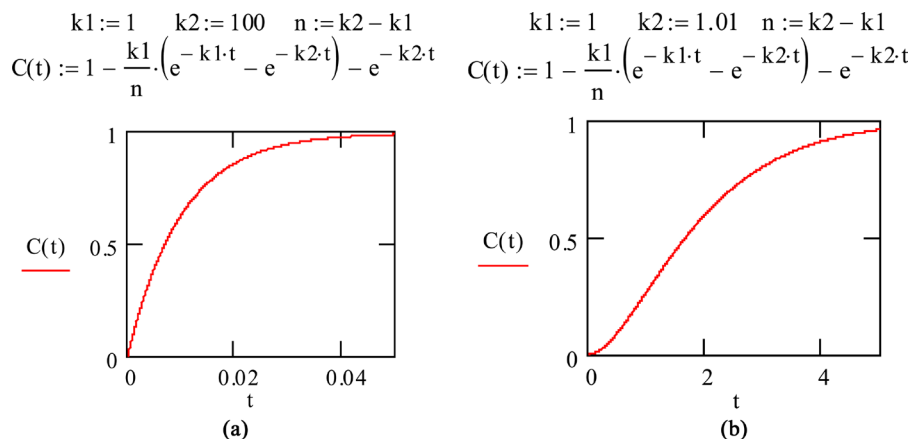 k1 := 1 k2 := 100 n := k2 − k1
C(t) := 1 − k1/n · (e^(− k1·t) − e^(− k2·t)) − e^(− k2·t)
1
C(t) 0.5
0
0 0.02 0.04
t
(a)
k1 := 1 k2 := 1.01 n := k2 − k1
C(t) := 1 − k1/n · (e^(− k1·t) − e^(− k2·t)) − e^(− k2·t)
1
C(t) 0.5
0
0 2 4
t
(b)